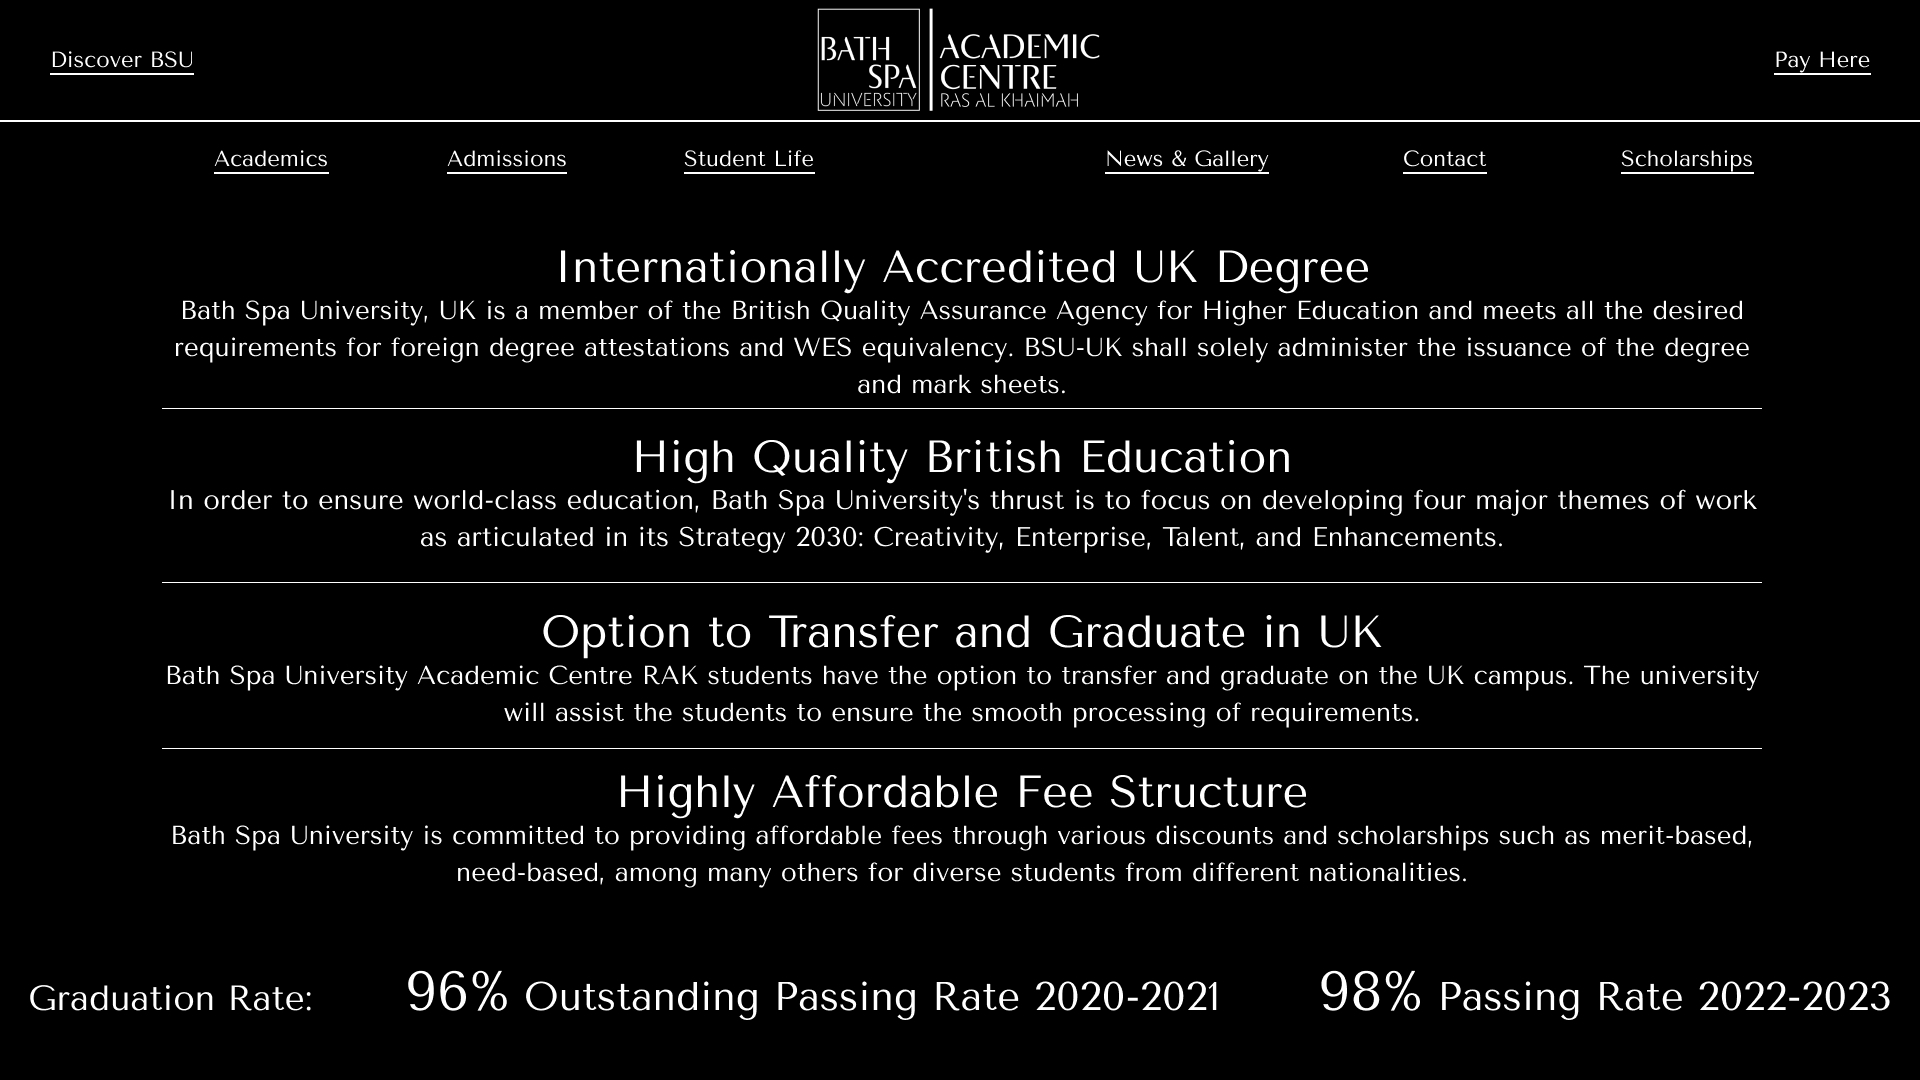 Discover BSU
BATH SPA UNIVERSITY
ACADEMIC CENTRE RAS AL KHAIMAH
Pay Here
Academics
Admissions
Student Life
News & Gallery
Contact
Scholarships
Internationally Accredited UK Degree
Bath Spa University, UK is a member of the British Quality Assurance Agency for Higher Education and meets all the desired
requirements for foreign degree attestations and WES equivalency. BSU-UK shall solely administer the issuance of the degree
and mark sheets.
High Quality British Education
In order to ensure world-class education, Bath Spa University's thrust is to focus on developing four major themes of work
as articulated in its Strategy 2030: Creativity, Enterprise, Talent, and Enhancements.
Option to Transfer and Graduate in UK
Bath Spa University Academic Centre RAK students have the option to transfer and graduate on the UK campus. The university
will assist the students to ensure the smooth processing of requirements.
Highly Affordable Fee Structure
Bath Spa University is committed to providing affordable fees through various discounts and scholarships such as merit-based,
need-based, among many others for diverse students from different nationalities.
Graduation Rate:
96% Outstanding Passing Rate 2020-2021
98% Passing Rate 2022-2023